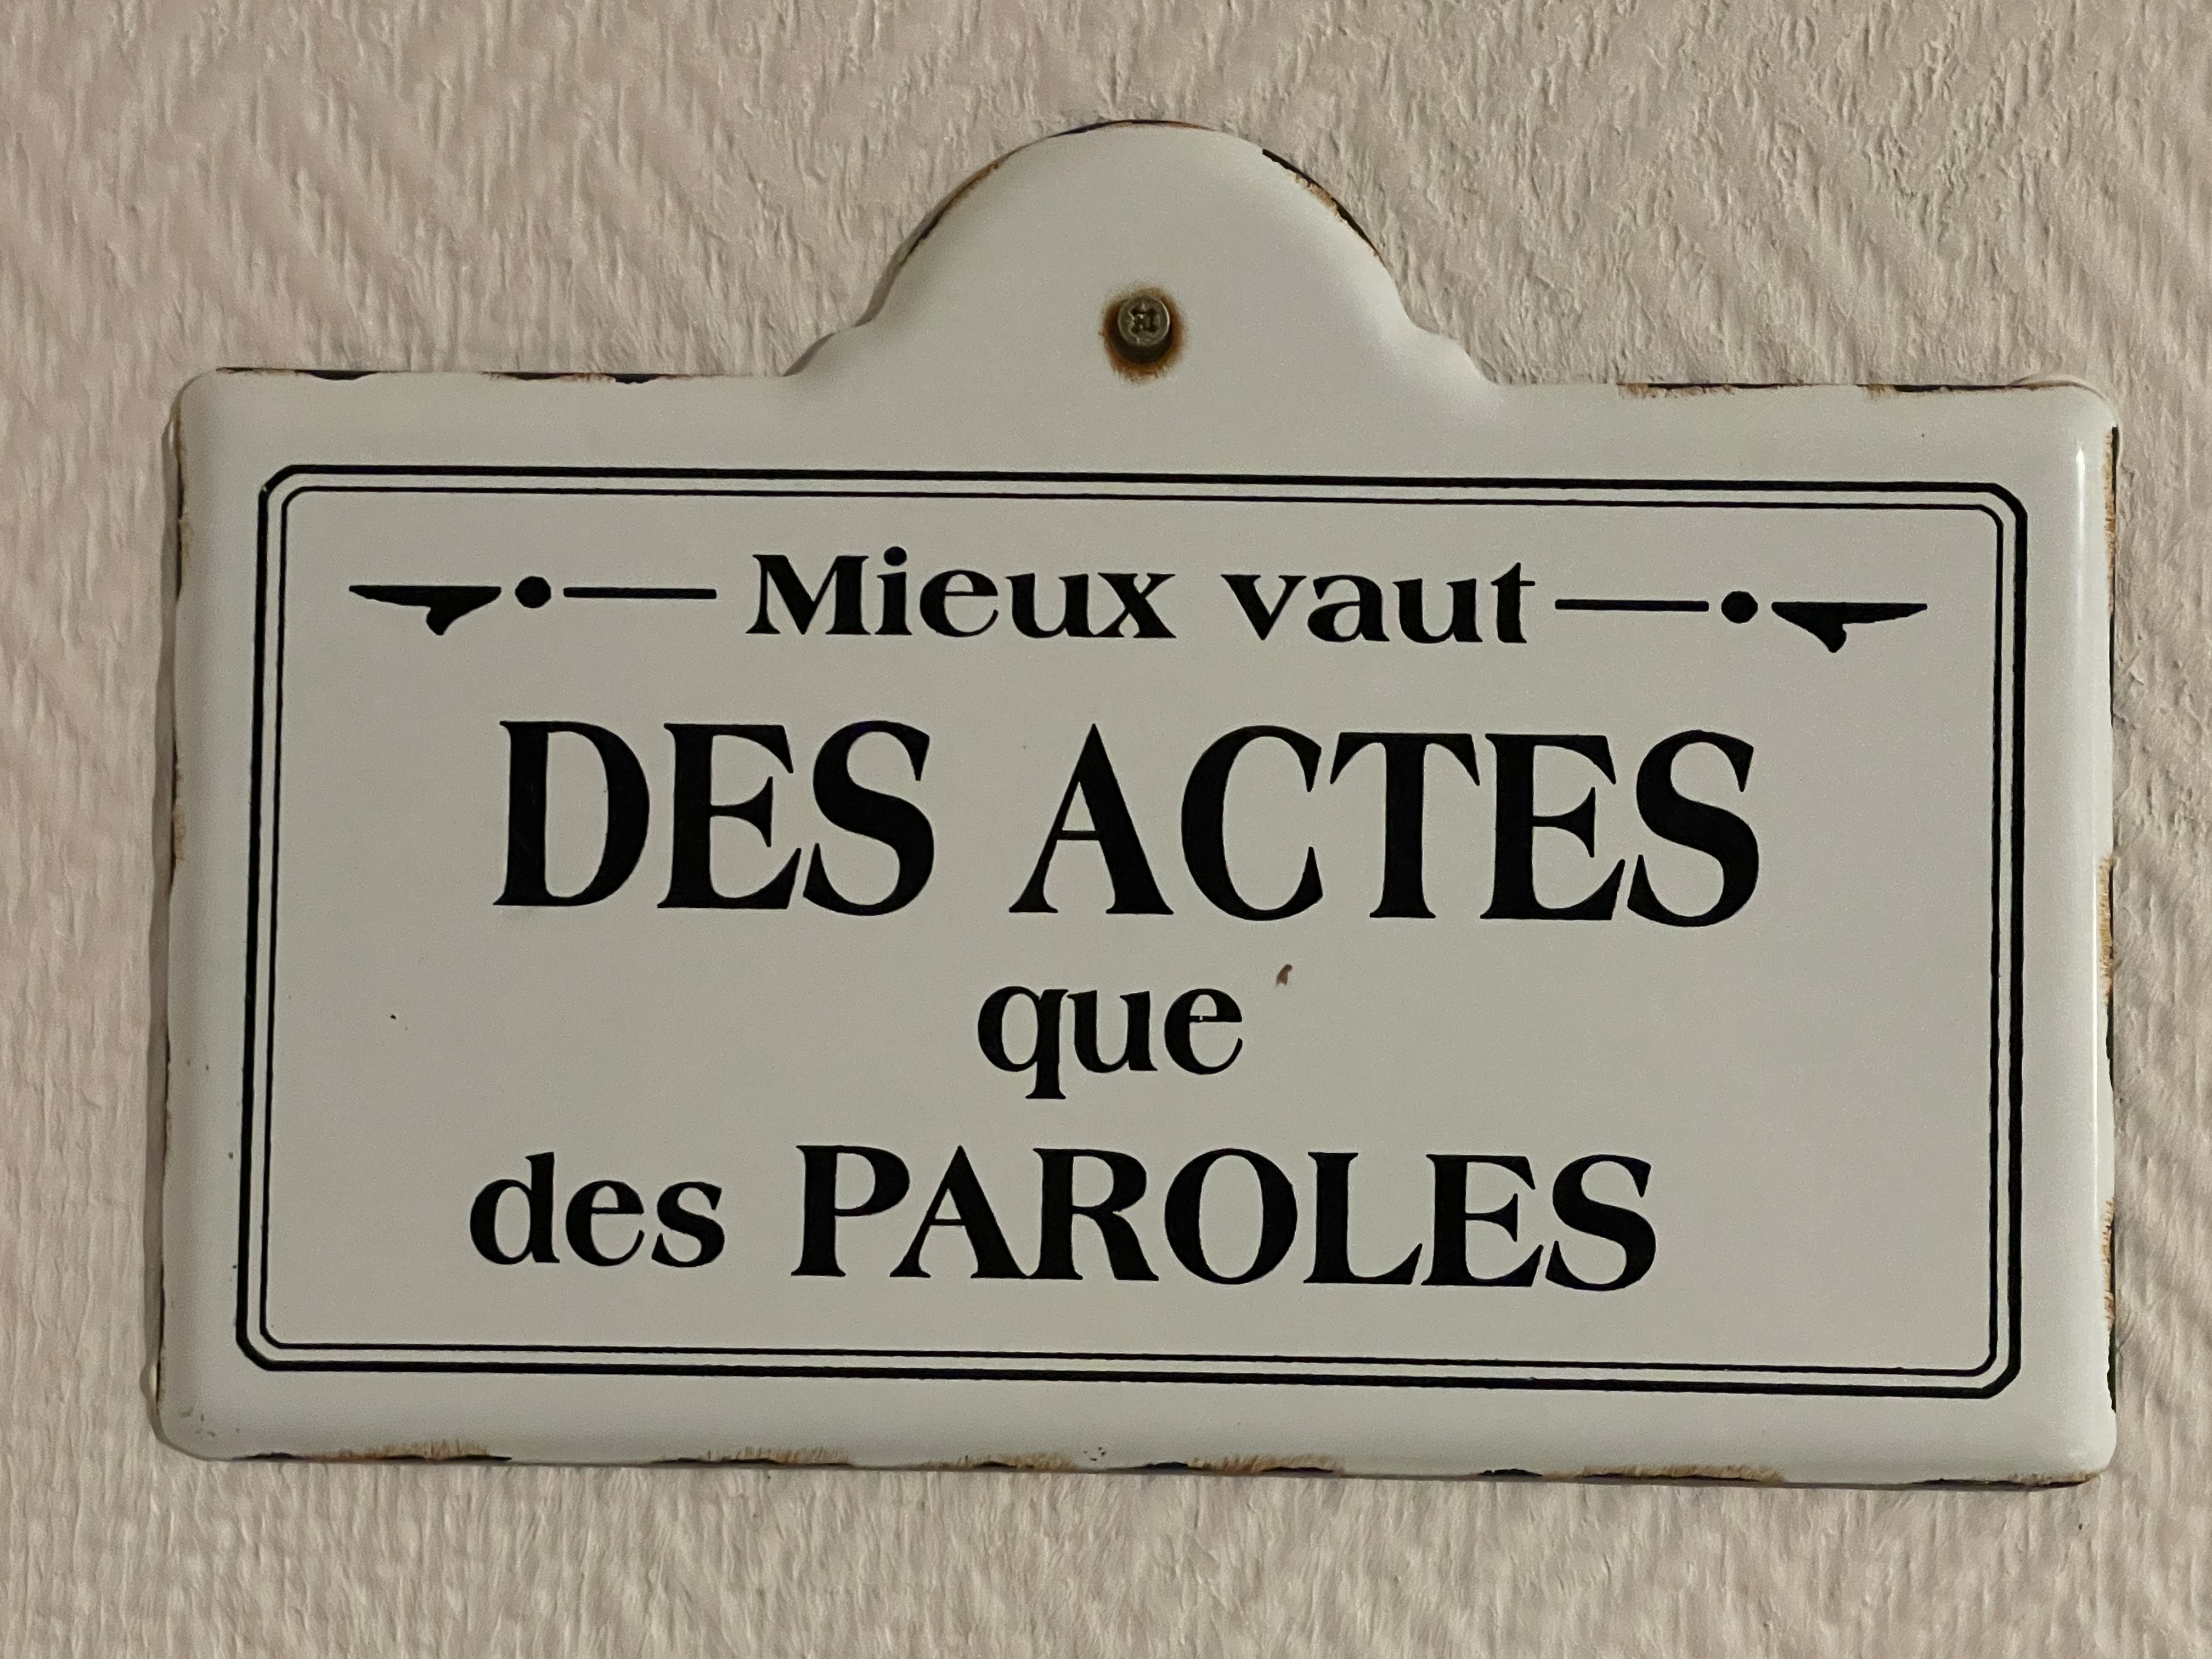 Mieux vaut
DES ACTES
que
des PAROLES